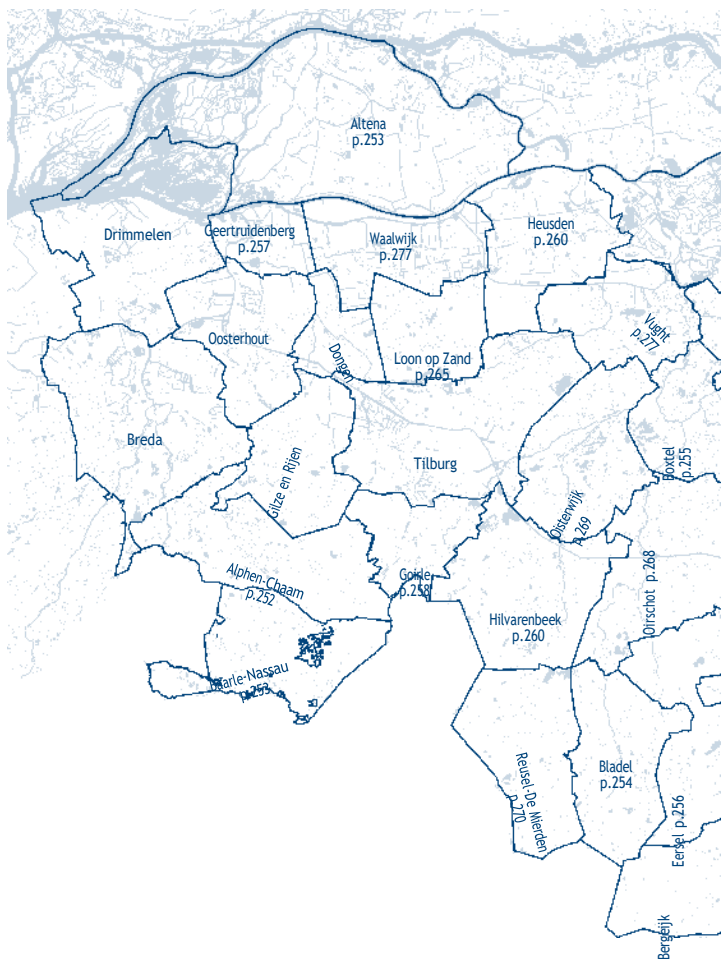 Altena
p.253
Drimmelen
Geertruidenberg
p.257
Waalwijk
p.277
Heusden
p.260
Oosterhout
Dongen
Loon op Zand
p.265
Vught
p.277
Breda
Gilze en Rijen
Tilburg
Boxtel
p.255
Oisterwijk
p.269
Alphen-Chaam
p.252
Goirle
p.258
Hilvarenbeek
p.260
Oirschot p.268
Baarle-Nassau
p.253
Reusel-De Mierden
p.270
Bladel
p.254
Eersel p.256
Bergeijk